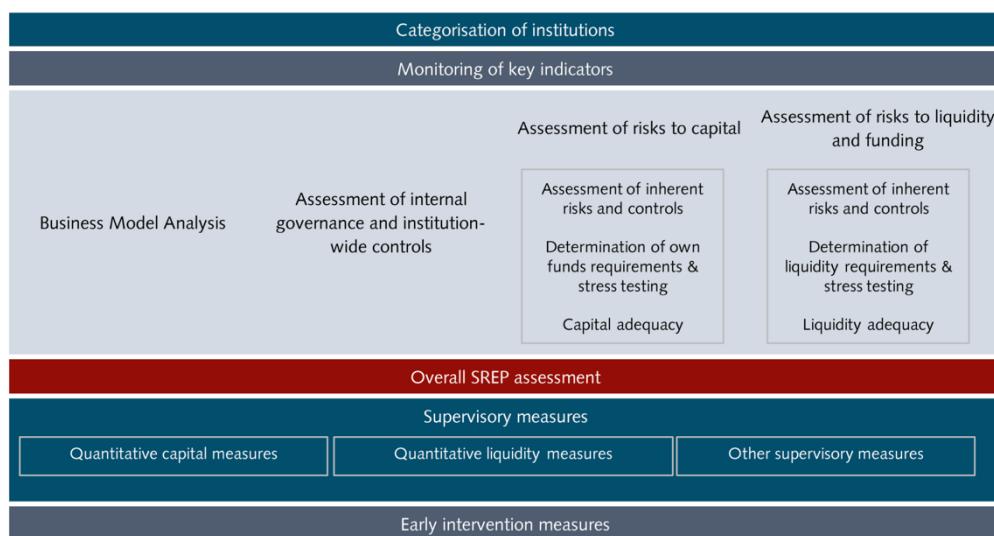 Categorisation of institutions
Monitoring of key indicators
Business Model Analysis
Assessment of internal
governance and institution-
wide controls
Assessment of risks to capital
Assessment of inherent
risks and controls
Determination of own
funds requirements &
stress testing
Capital adequacy
Assessment of risks to liquidity
and funding
Assessment of inherent
risks and controls
Determination of
liquidity requirements &
stress testing
Liquidity adequacy
Overall SREP assessment
Supervisory measures
Quantitative capital measures
Quantitative liquidity measures
Other supervisory measures
Early intervention measures